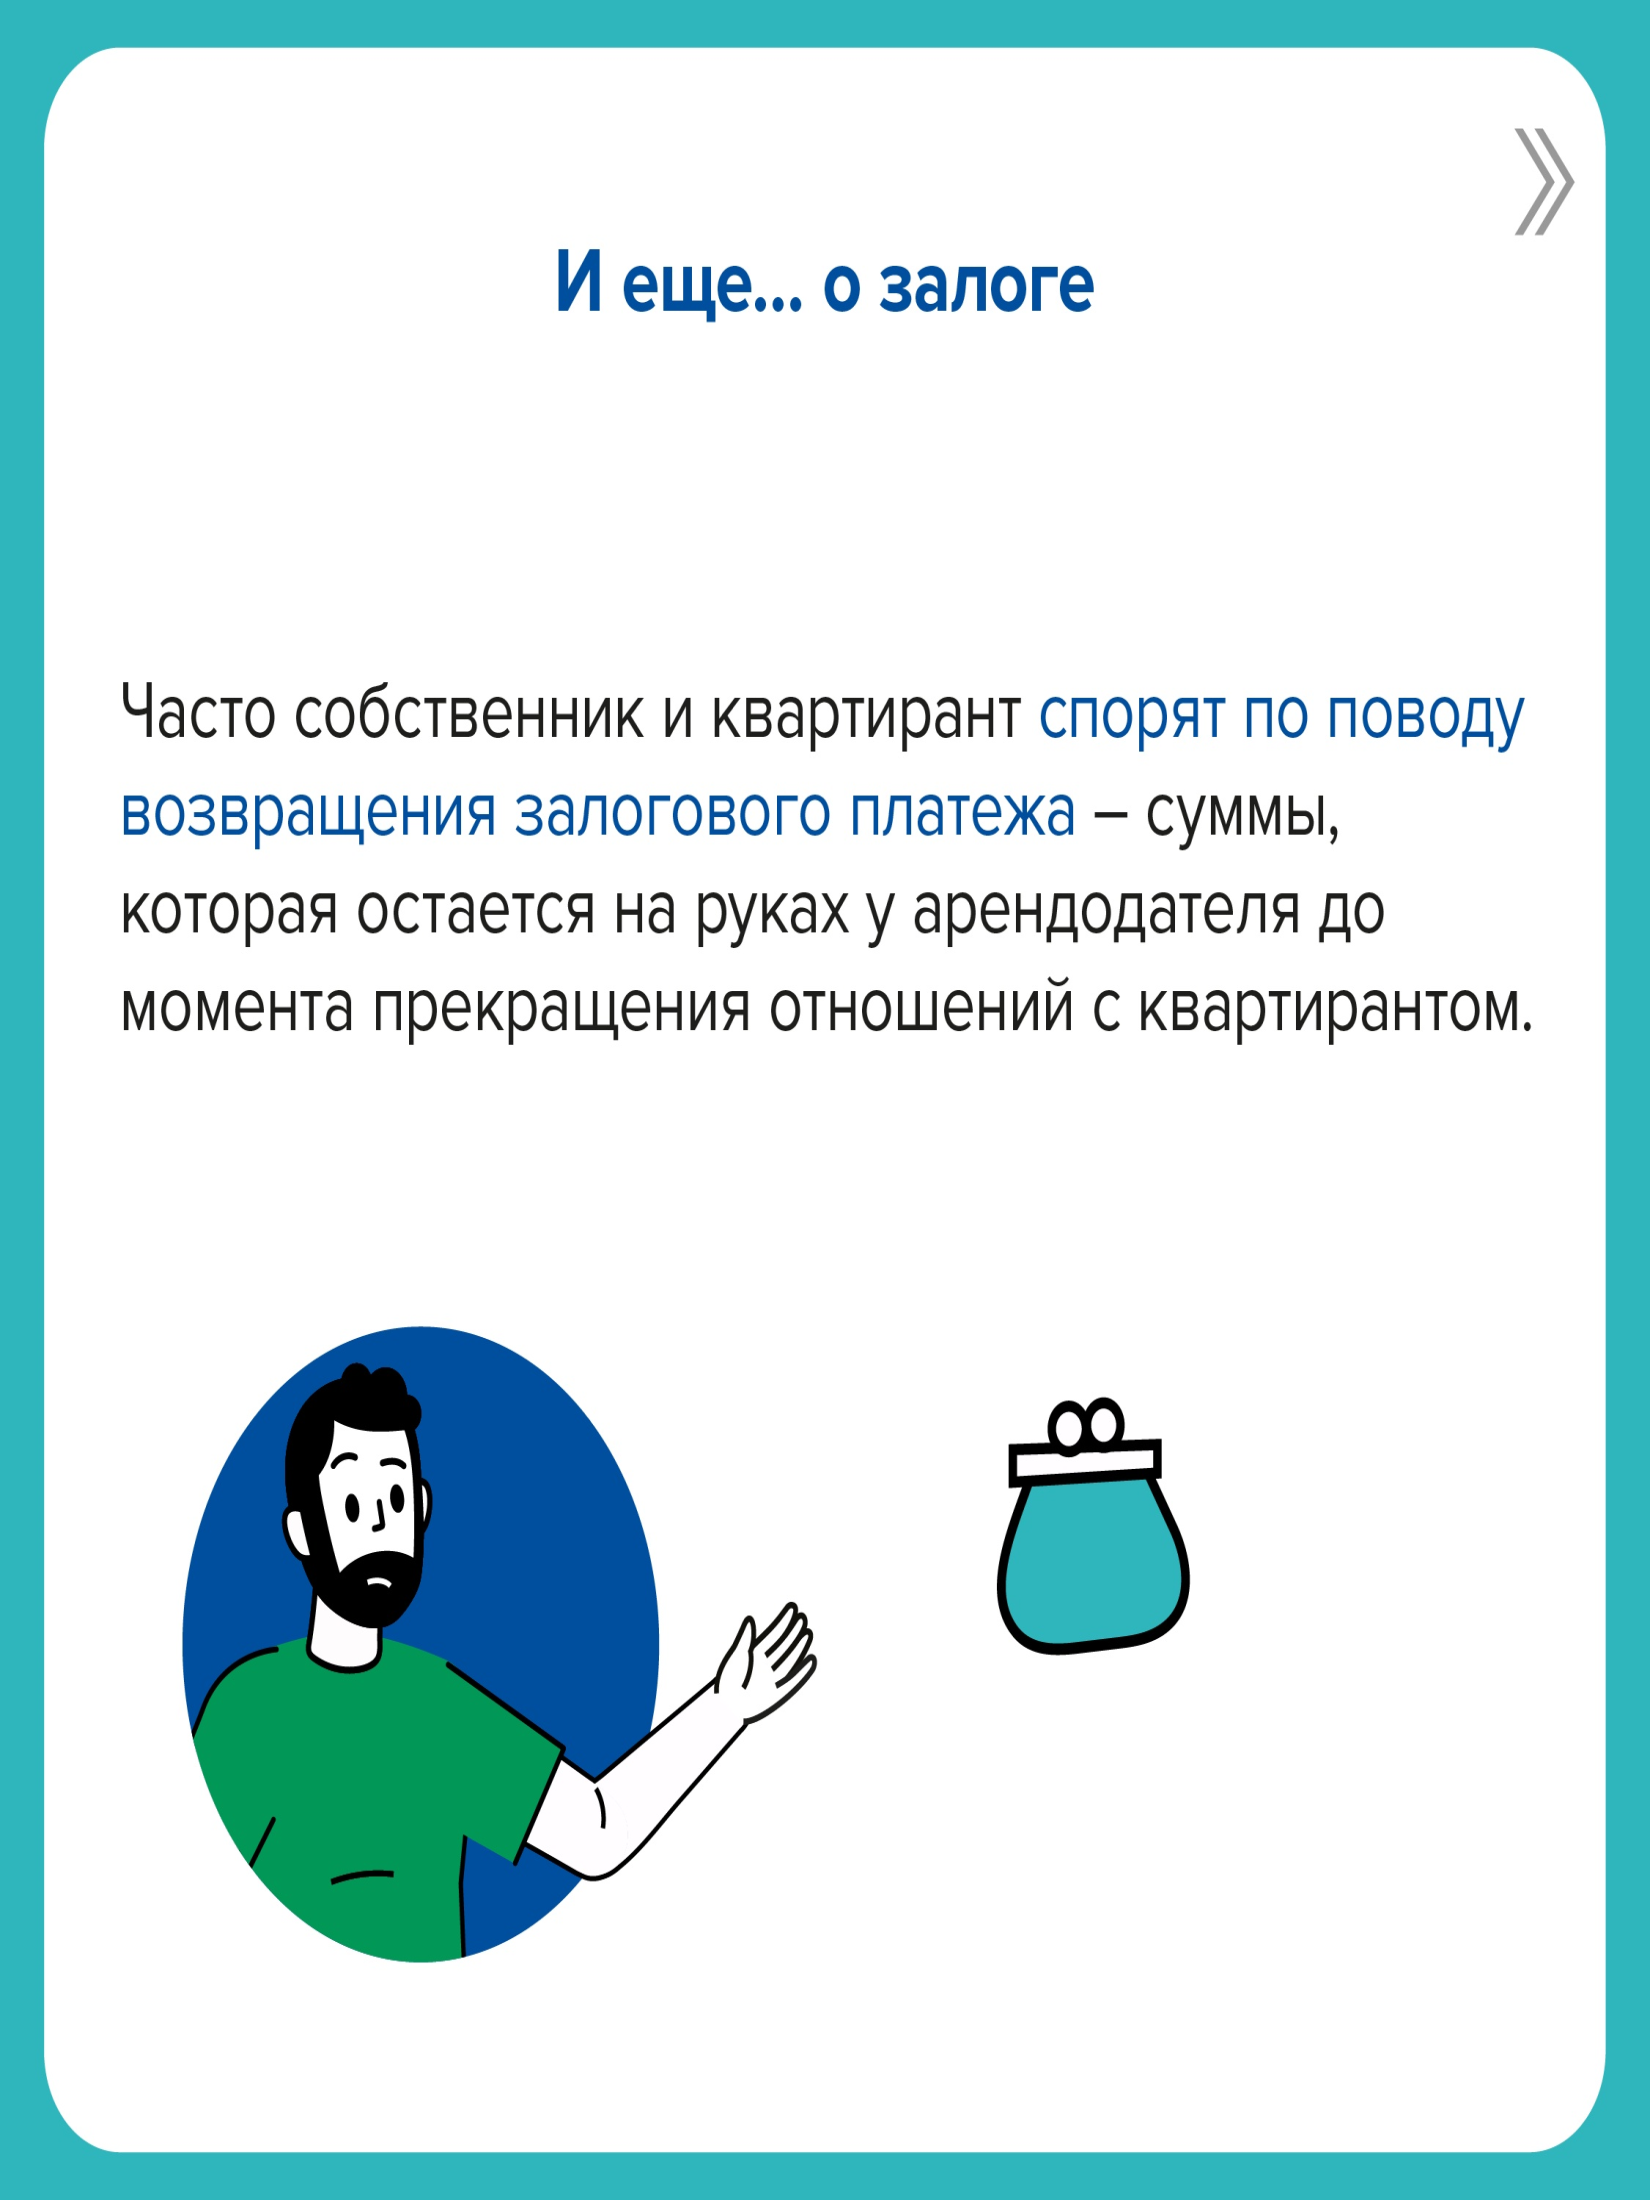 И еще... о залоге
Часто собственник и квартирант спорят по поводу
возвращения залогового платежа – суммы,
которая остается на руках у арендодателя до
момента прекращения отношений с квартирантом.